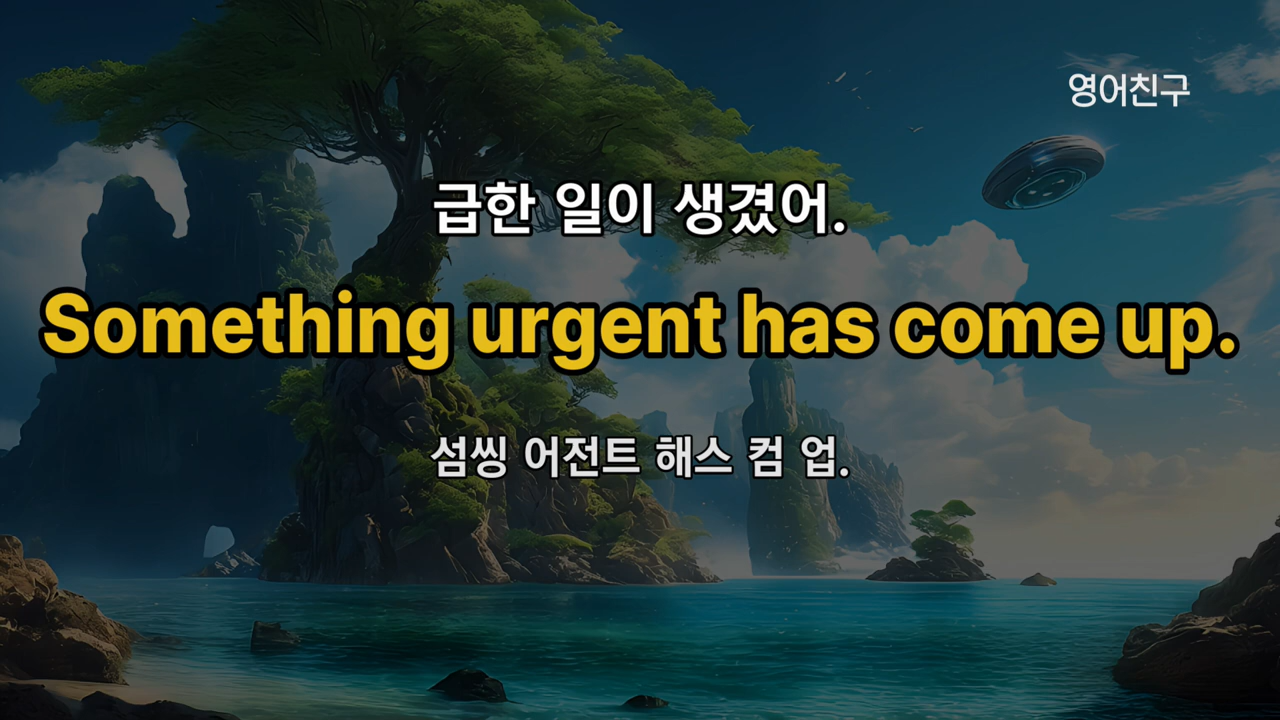 영어친구
급한 일이 생겼어.
Something urgent has come up.
섬씽 어전트 해스 컴 업.